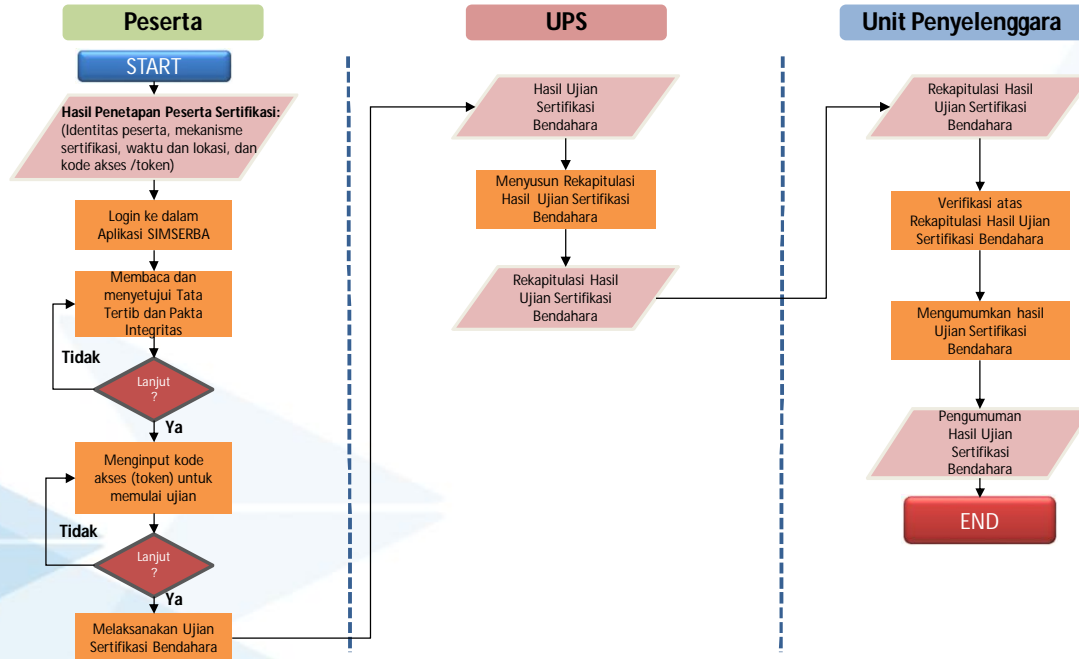 Peserta
START
Hasil Penetapan Peserta Sertifikasi:
(Identitas peserta, mekanisme
sertifikasi, waktu dan lokasi, dan
kode akses /token)
Login ke dalam
Aplikasi SIMSERBA
Membaca dan
menyetujui Tata
Tertib dan Pakta
Integritas
Tidak
Lanjut
?
Ya
Menginput kode
akses (token) untuk
memulai ujian
Tidak
Lanjut
?
Ya
Melaksanakan Ujian
Sertifikasi Bendahara
UPS
Hasil Ujian
Sertifikasi
Bendahara
Menyusun Rekapitulasi
Hasil Ujian Sertifikasi
Bendahara
Rekapitulasi Hasil
Ujian Sertifikasi
Bendahara
Unit Penyelenggara
Rekapitulasi Hasil
Ujian Sertifikasi
Bendahara
Verifikasi atas
Rekapitulasi Hasil Ujian
Sertifikasi Bendahara
Mengumumkan hasil
Ujian Sertifikasi
Bendahara
Pengumuman
Hasil Ujian
Sertifikasi
Bendahara
END